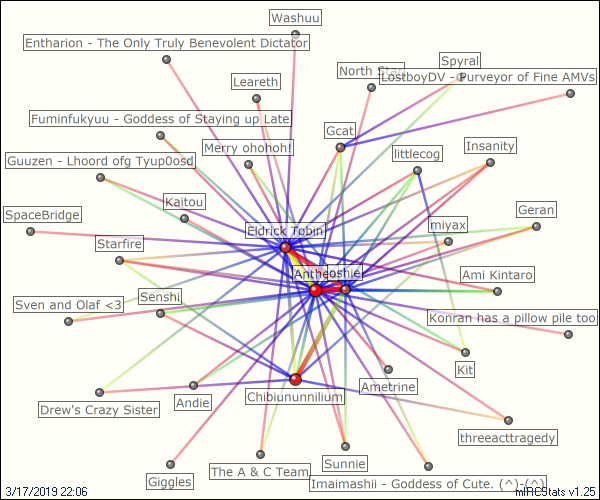 Washuu
Entharion - The Only Truly Benevolent Dictator
Spyral
North Star
LostboyDV - Purveyor of Fine AMVs
Leareth
Fuminfukyuu - Goddess of Staying up Late
Gcat
Merry ohohoh!
littlecog
Insanity
Guuzen - Lhoord ofg Tyup0osd
Kaitou
SpaceBridge
Geran
Eldrick Tobin
miyax
Starfire
Ami Kintaro
Sven and Olaf <3
Senshi
Konran has a pillow pile too
Kit
Ametrine
Drew's Crazy Sister
Andie
Chibiununnilium
threeacttragedy
Giggles
The A & C Team
Sunnie
Imaimashii - Goddess of Cute. (^)-(^)
3/17/2019 22:06
mIRCStats v1.25